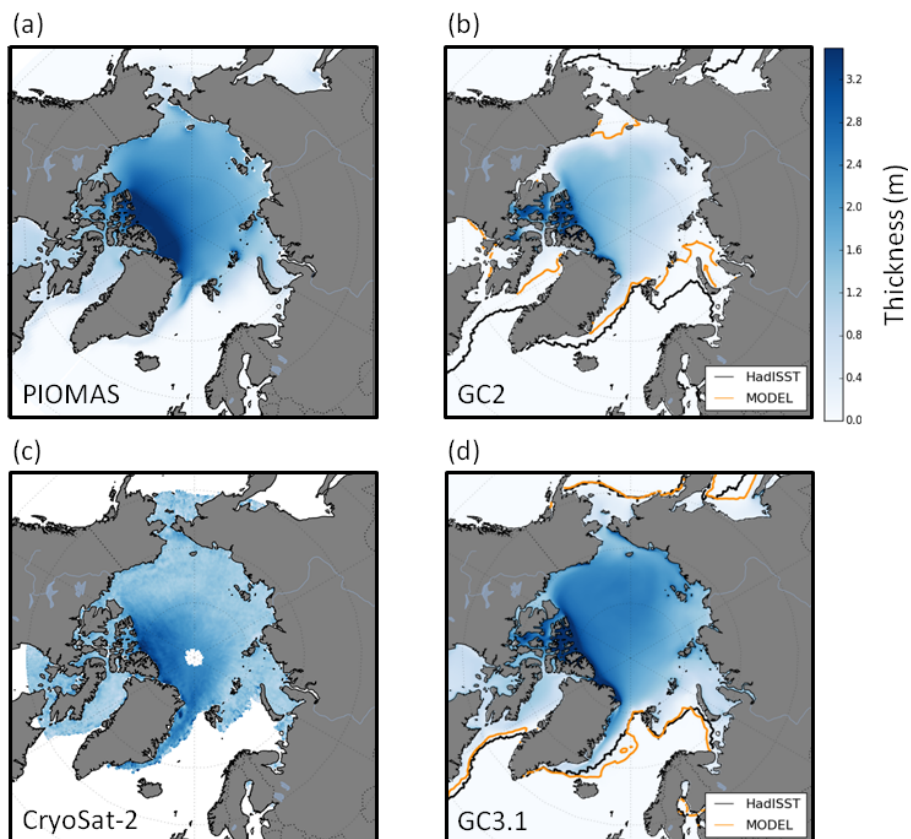 (a)
(b)
PIOMAS
GC2
HadISST
MODEL
3.2
2.8
2.4
2.0
1.6
1.2
0.8
0.4
0.0
Thickness (m)
(c)
(d)
CryoSat-2
GC3.1
HadISST
MODEL